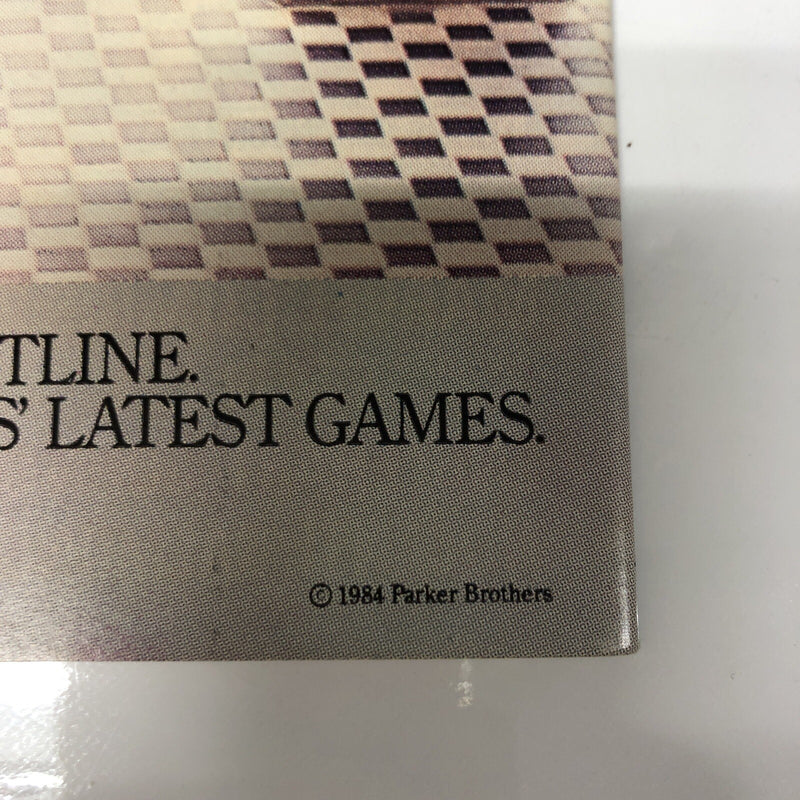 TLINE.
S' LATEST GAMES.
© 1984 Parker Brothers